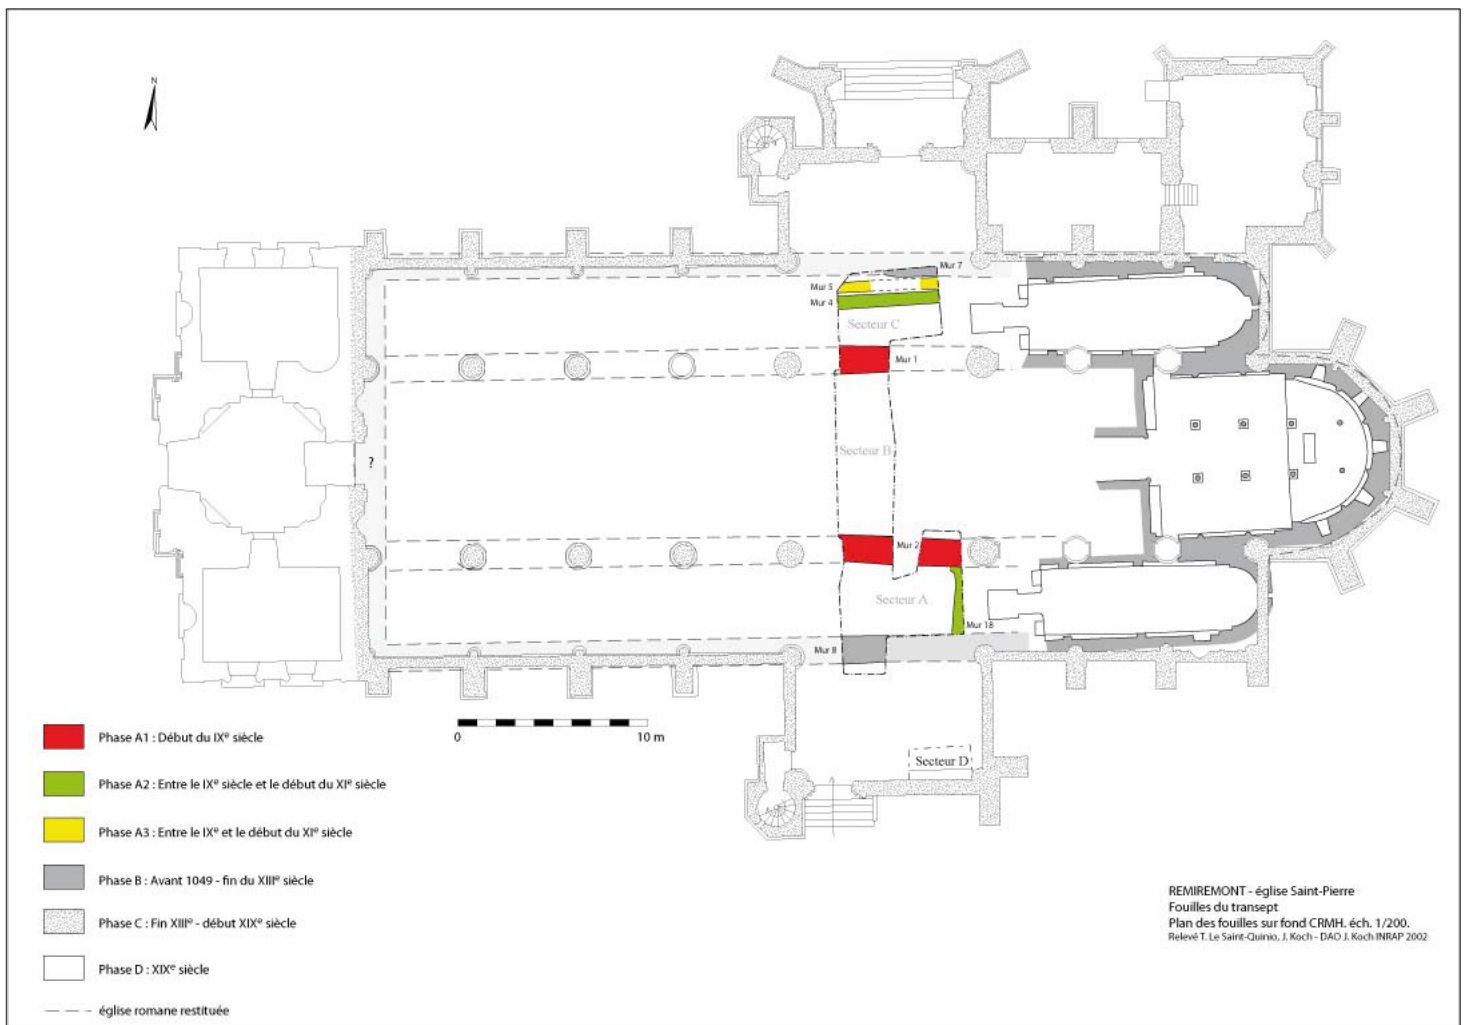 N
Mur 7
Mur 5
Mur 4
Secteur C
Mur 1
Secteur B
?
Mur 2
Secteur A
Mur 18
Mur 8
Secteur D
0 10 m
Phase A1 : Début du IXe siècle
Phase A2 : Entre le IXe siècle et le début du XIe siècle
Phase A3 : Entre le IXe et le début du XIe siècle
Phase B : Avant 1049 - fin du XIIIe siècle
Phase C : Fin XIIIe - début XIXe siècle
Phase D : XIXe siècle
église romane restituée
REMIREMONT - église Saint-Pierre
Fouilles du transept
Plan des fouilles sur fond CRMH. éch. 1/200.
Relevé T. Le Saint-Quinio, J. Koch - DAO J. Koch INRAP 2002